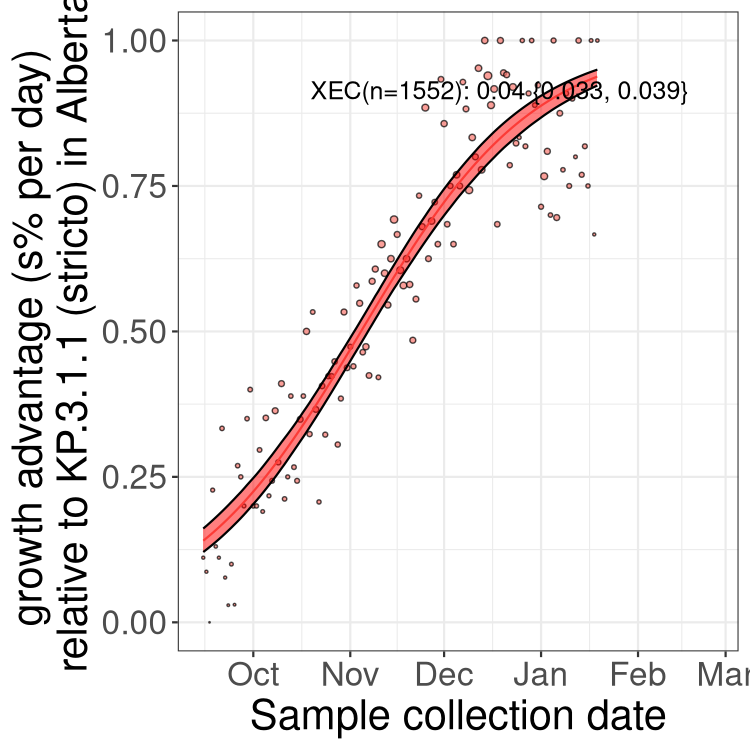 growth advantage (s% per day)
relative to KP.3.1.1 (stricto) in Alberta
1.00
0.75
0.50
0.25
0.00
XEC(n=1552): 0.04 {0.033, 0.039}
Oct Nov Dec Jan Feb Mar
Sample collection date